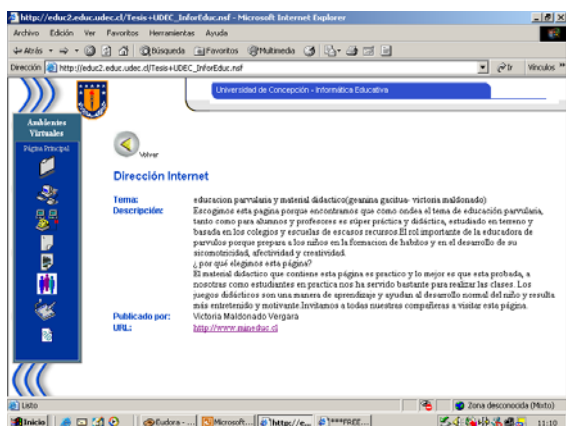 http://educ2.educ.udec.cl/Tesis+UDEC_InforEduc.nsf - Microsoft Internet Explorer
Archivo Edición Ver Favoritos Herramientas Ayuda
Atrás Búsqueda Favoritos Multimedia
Dirección http://educ2.educ.udec.cl/Tesis+UDEC_InforEduc.nsf Ir Vínculos »
Universidad de Concepción - Informática Educativa
Ambientes
Virtuales
Página Principal
Volver
Dirección Internet
Tema: educacion parvularia y material didactico(geanina gacitua- victoria maldonado)
Descripción: Escogimos esta pagina porque encontramos que como ondea el tema de educación parvularia,
tanto como para alumnos y profesores es súper práctica y didáctica, estudado en terreno y
basada en los colegios y escuelas de escasos recursos.El rol importante de la educadora de
parvulos porque prepara a los niños en la formacion de habitos y en el desarrollo de su
sicomotricidad, afectividad y creatividad.
¿ por qué elegimos esta página?
El material didactico que contiene esta página es practico y lo mejor es que esta probada, a
nosotras como estudiantes en practica nos ha servido bastante para realizar las clases. Los
juegos didácticos son una manera de aprendizaje y ayudan al desarrollo normal del niño y resulta
más entretenido y motivante.Invitamos a todas nuestras compañeras a visitar esta página.
Publicado por: Victoria Maldonado Vergara
URL: http://www.mineduc.cl
Listo Zona desconocida (Mixto)
Inicio Eudora - ... Microsoft... http://e... ***FREE... 11:10